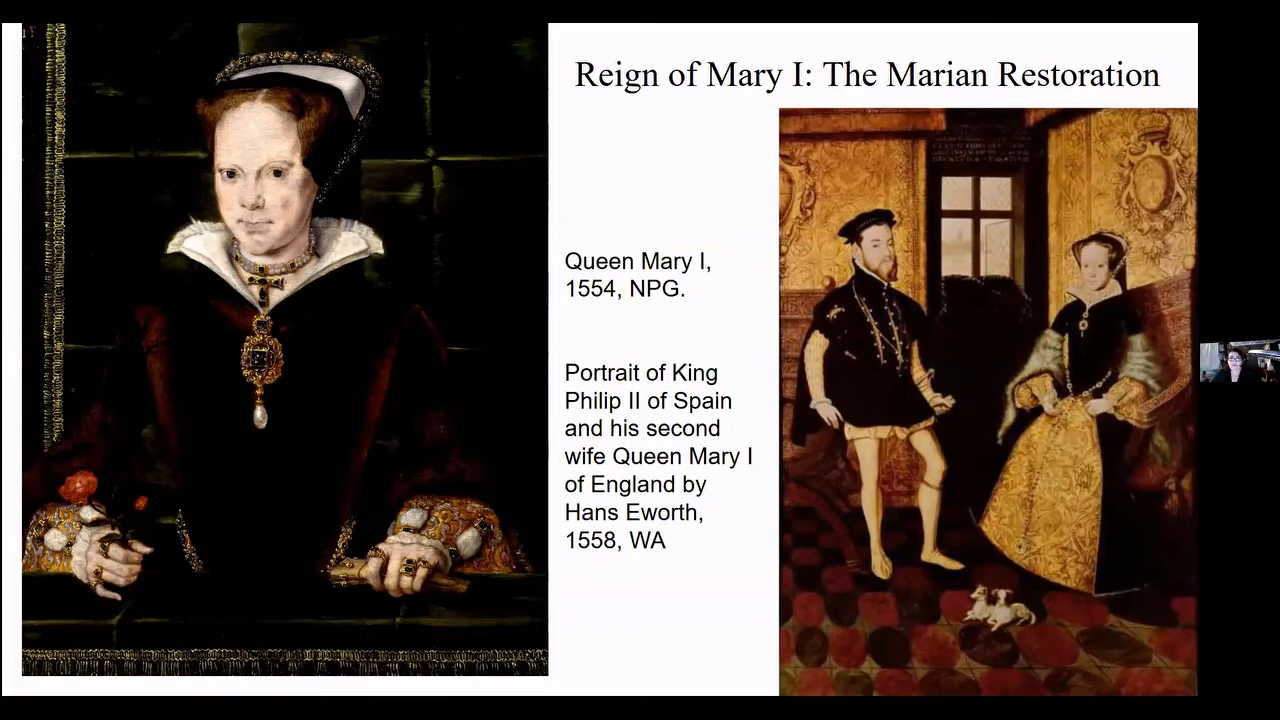 Reign of Mary I: The Marian Restoration
Queen Mary I,
1554, NPG.
Portrait of King
Philip II of Spain
and his second
wife Queen Mary I
of England by
Hans Eworth,
1558, WA